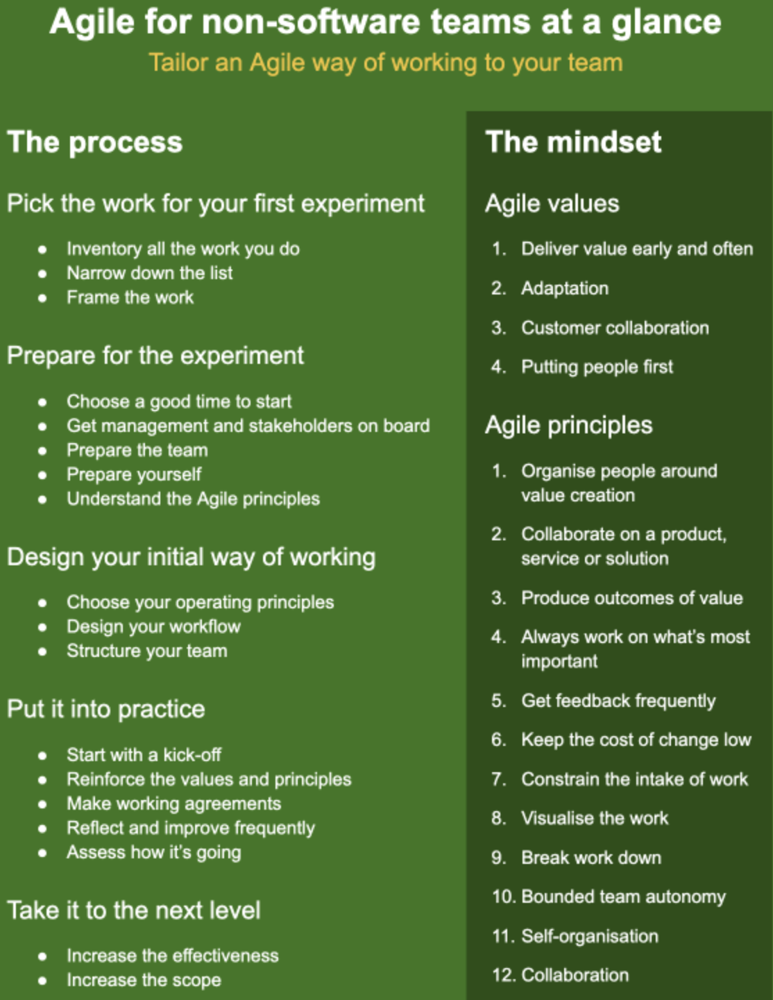 Agile for non-software teams at a glance
Tailor an Agile way of working to your team
The process
Pick the work for your first experiment
● Inventory all the work you do
● Narrow down the list
● Frame the work
Prepare for the experiment
● Choose a good time to start
● Get management and stakeholders on board
● Prepare the team
● Prepare yourself
● Understand the Agile principles
Design your initial way of working
● Choose your operating principles
● Design your workflow
● Structure your team
Put it into practice
● Start with a kick-off
● Reinforce the values and principles
● Make working agreements
● Reflect and improve frequently
● Assess how it’s going
Take it to the next level
● Increase the effectiveness
● Increase the scope
The mindset
Agile values
1. Deliver value early and often
2. Adaptation
3. Customer collaboration
4. Putting people first
Agile principles
1. Organise people around
value creation
2. Collaborate on a product,
service or solution
3. Produce outcomes of value
4. Always work on what’s most
important
5. Get feedback frequently
6. Keep the cost of change low
7. Constrain the intake of work
8. Visualise the work
9. Break work down
10. Bounded team autonomy
11. Self-organisation
12. Collaboration